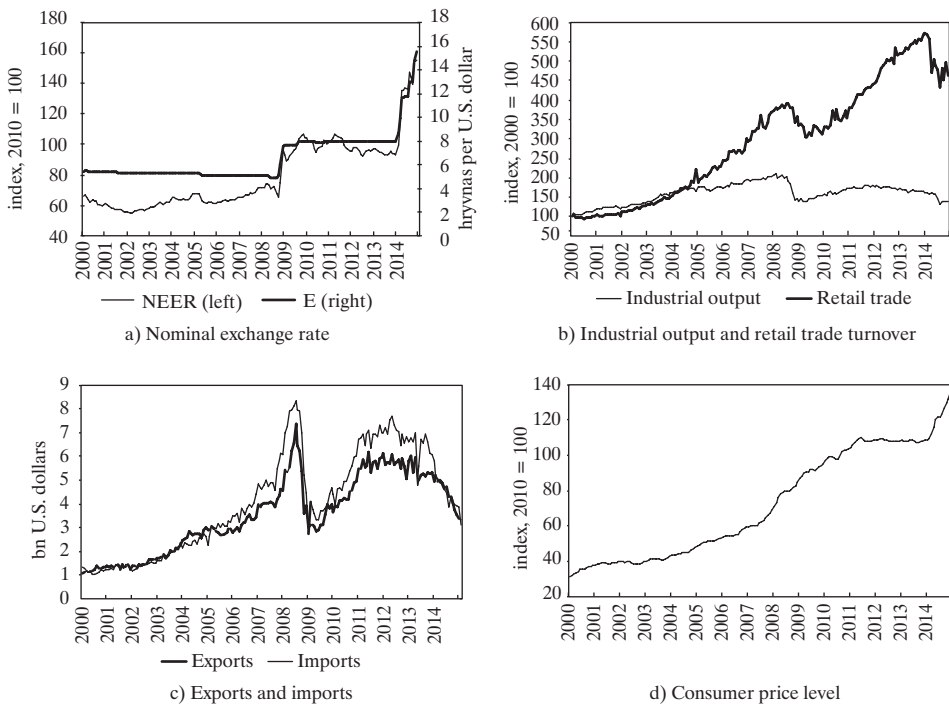 index, 2010 = 100
180
160
140
120
100
80
60
40
18
16
14
12
10
8
6
4
2
0
hryvnas per U.S. dollar
2000 2001 2002 2003 2004 2005 2006 2007 2008 2009 2010 2011 2012 2013 2014
NEER (left) E (right)
a) Nominal exchange rate
index, 2000 = 100
600
550
500
450
400
350
300
250
200
150
100
50
2000 2001 2002 2003 2004 2005 2006 2007 2008 2009 2010 2011 2012 2013 2014
Industrial output Retail trade
b) Industrial output and retail trade turnover
bn U.S. dollars
9
8
7
6
5
4
3
2
1
0
2000 2001 2002 2003 2004 2005 2006 2007 2008 2009 2010 2011 2012 2013 2014
Exports Imports
c) Exports and imports
index, 2010 = 100
140
120
100
80
60
40
20
2000 2001 2002 2003 2004 2005 2006 2007 2008 2009 2010 2011 2012 2013 2014
d) Consumer price level